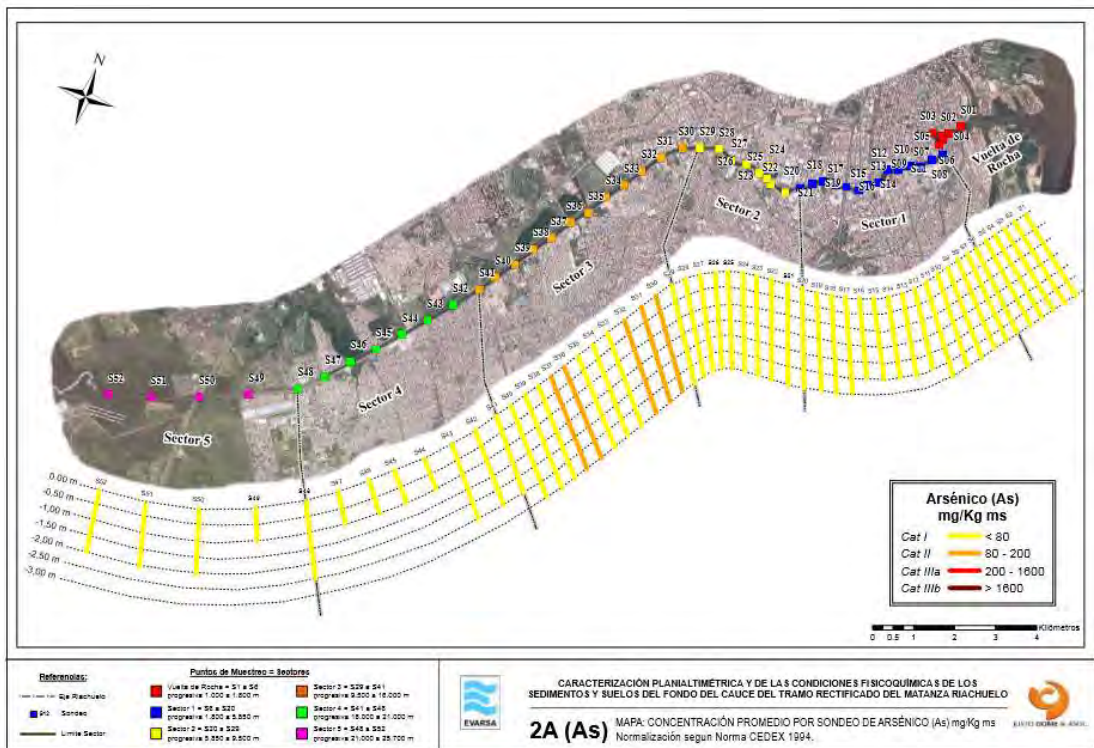 N
S01
S02
S03
S04
S05
S06
S07
S08
S09
S10
S12
S13
S14
S17
S18
S19
S20
S21
S22
S23
S24
S25
S27
S28
S29
S30
S31
S32
S33
S34
S35
S37
S38
S39
S40
S41
S42
S43
S44
S45
S46
S47
S48
S49
S50
S51
S52
Vuelta de
Rocha
Sector 1
Sector 2
Sector 3
Sector 4
Sector 5
0.00 m
-0,50 m
-1,00 m
-1,50 m
-2,00 m
-2,50 m
-3,00 m
Arsénico (As)
mg/Kg ms
Cat I < 80
Cat II 80 - 200
Cat IIIa 200 - 1600
Cat IIIb > 1600
0 0.5 1 2 3 4 Kilómetros
Referencias:
Eje Riachuelo
Sondeo
Límite Sector
Puntos de Muestreo = Sectores
Vuelta de Rocha = S1 a S6
progresiva 1.000 a 1.800 m
Sector 1 = S6 a S20
progresiva 1.800 a 5.850 m
Sector 2 = S20 a S29
progresiva 5.850 a 9.500 m
Sector 3 = S29 a S41
progresiva 9.500 a 16.000 m
Sector 4 = S41 a S48
progresiva 16.000 a 21.000 m
Sector 5 = S48 a S52
progresiva 21.000 a 25.700 m
EVARSA
CARACTERIZACIÓN PLANIALTIMÉTRICA Y DE LAS CONDICIONES FISICOQUÍMICAS DE LOS
SEDIMENTOS Y SUELOS DEL FONDO DEL CAUCE DEL TRAMO RECTIFICADO DEL MATANZA RIACHUELO
2A (As)
MAPA: CONCENTRACIÓN PROMEDIO POR SONDEO DE ARSÉNICO (As) mg/Kg ms
Normalización segun Norma CEDEX 1994.